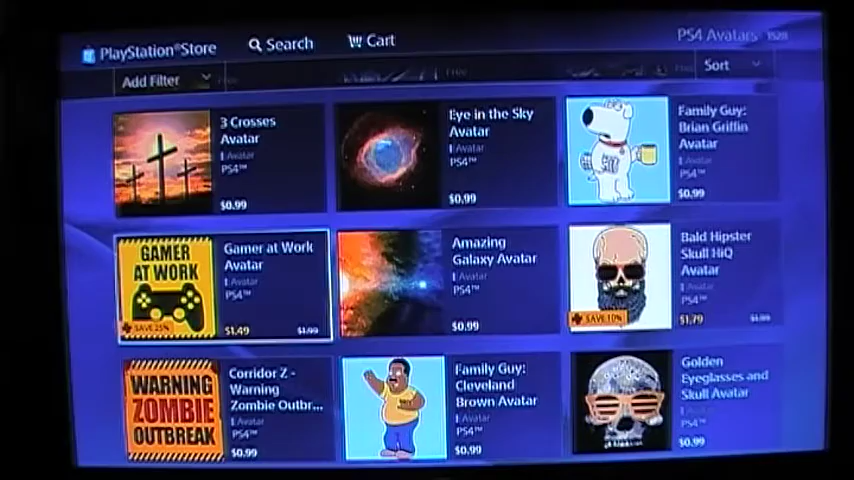 PlayStation®Store
Search
Cart
PS4 Avatars
Add Filter
Free
Free
Sort
3 Crosses
Avatar
Avatar
PS4™
$0.99
Eye in the Sky
Avatar
Avatar
PS4™
$0.99
Family Guy:
Brian Griffin
Avatar
Avatar
PS4™
$0.99
GAMER
AT WORK
SAVE 25%
Gamer at Work
Avatar
Avatar
PS4™
$1.49
$1.99
Amazing
Galaxy Avatar
Avatar
PS4™
$0.99
SAVE 10%
Bald Hipster
Skull HiQ
Avatar
Avatar
PS4™
$1.79
$1.99
WARNING
ZOMBIE
OUTBREAK
Corridor Z -
Warning
Zombie Outbr...
Avatar
PS4™
$0.99
Family Guy:
Cleveland
Brown Avatar
Avatar
PS4™
$0.99
Golden
Eyeglasses and
Skull Avatar
Avatar
PS4™
$0.99